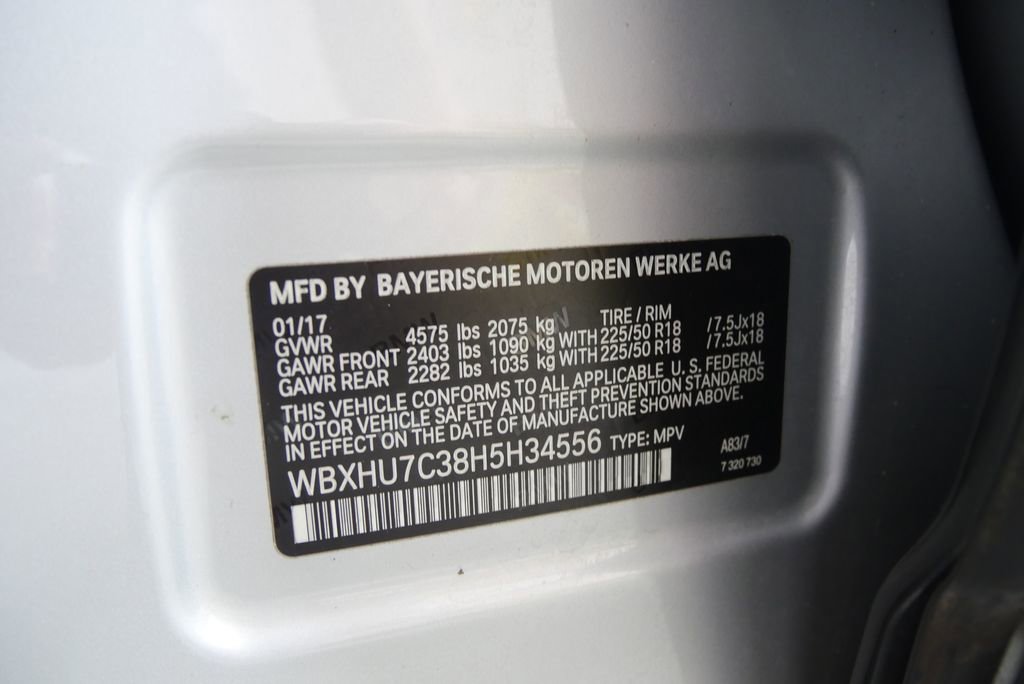 MFD BY BAYERISCHE MOTOREN WERKE AG
01/17 TIRE / RIM
GVWR 4575 lbs 2075 kg
GAWR FRONT 2403 lbs 1090 kg WITH 225/50 R18 /7.5Jx18
GAWR REAR 2282 lbs 1035 kg WITH 225/50 R18 /7.5Jx18
THIS VEHICLE CONFORMS TO ALL APPLICABLE U.S. FEDERAL
MOTOR VEHICLE SAFETY AND THEFT PREVENTION STANDARDS
IN EFFECT ON THE DATE OF MANUFACTURE SHOWN ABOVE.
WBXHU7C38H5H34556 TYPE: MPV A83/7
7 320 730